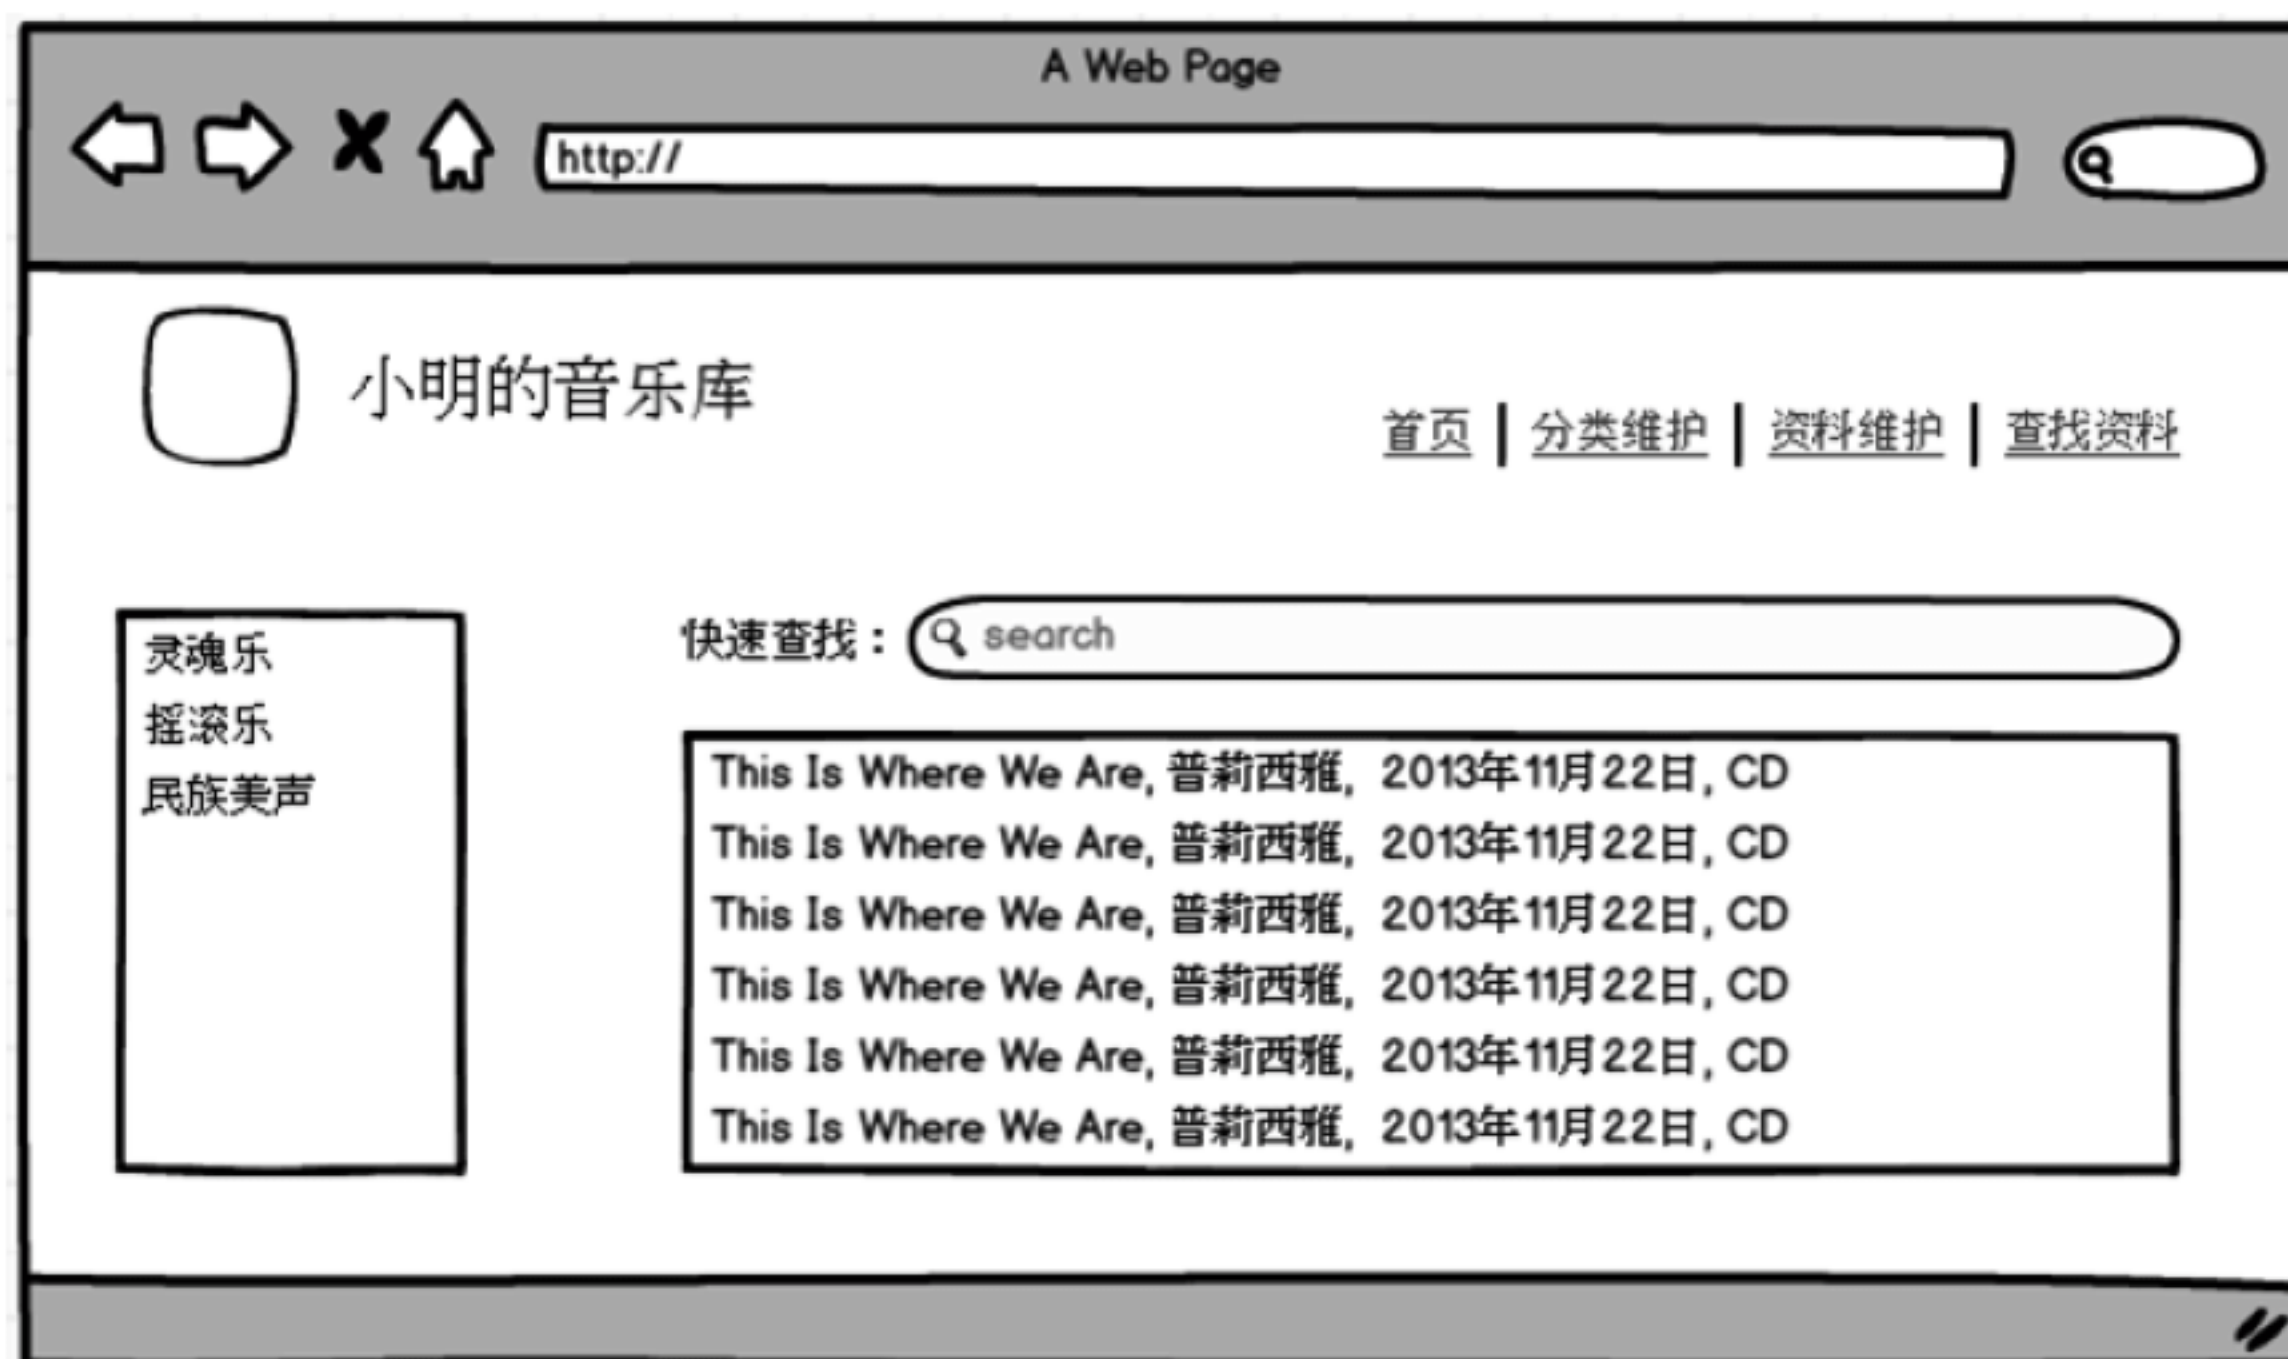 A Web Page
http://
小明的音乐库
首页 | 分类维护 | 资料维护 | 查找资料
灵魂乐
摇滚乐
民族美声
快速查找：search
This Is Where We Are, 普莉西雅, 2013年11月22日, CD
This Is Where We Are, 普莉西雅, 2013年11月22日, CD
This Is Where We Are, 普莉西雅, 2013年11月22日, CD
This Is Where We Are, 普莉西雅, 2013年11月22日, CD
This Is Where We Are, 普莉西雅, 2013年11月22日, CD
This Is Where We Are, 普莉西雅, 2013年11月22日, CD